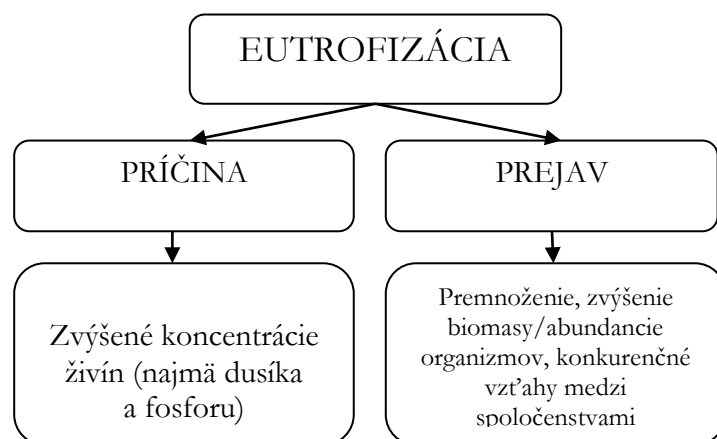 EUTROFIZÁCIA
PRÍČINA
PREJAV
Zvýšené koncentrácie
živín (najmä dusíka
a fosforu)
Premnoženie, zvýšenie
biomasy/abundancie
organizmov, konkurenčné
vzťahy medzi
spoločenstvami